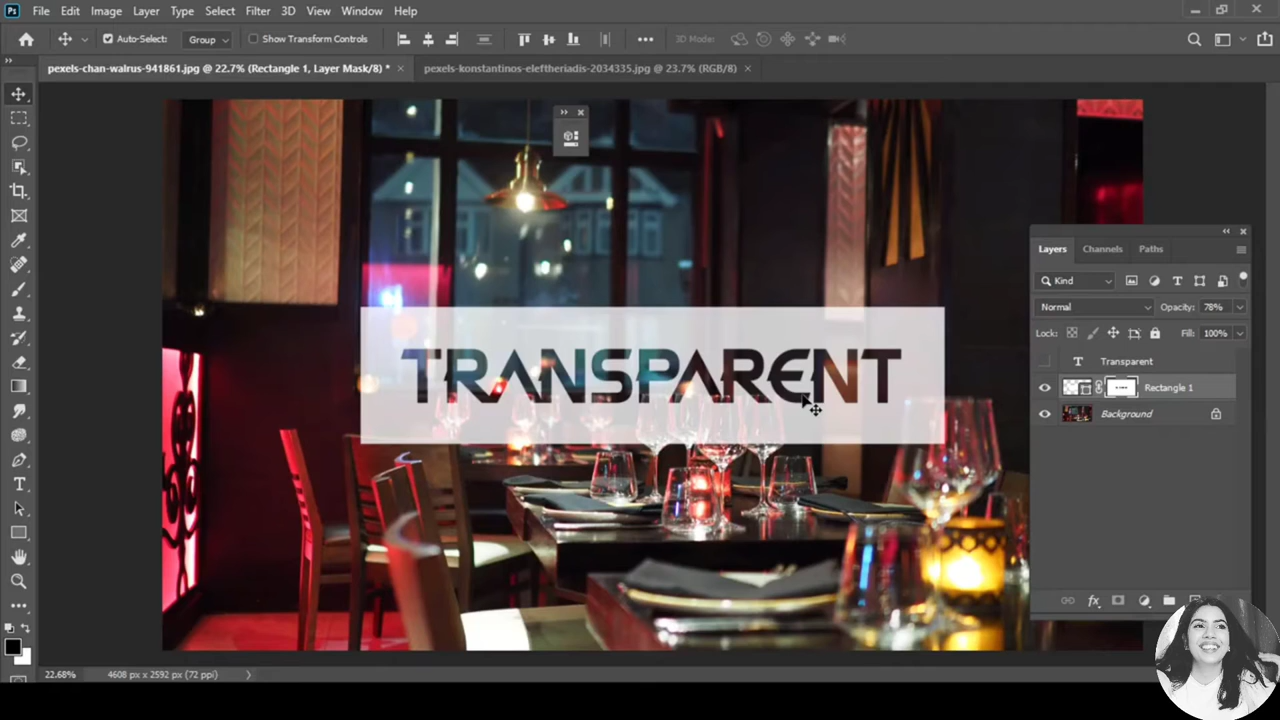 Ps File Edit Image Layer Type Select Filter 3D View Window Help
Auto-Select: Group Show Transform Controls 3D Mode:
pexels-chan-walrus-941861.jpg @ 22.7% (Rectangle 1, Layer Mask/8) * pexels-konstantinos-eleftheriadis-2034335.jpg @ 23.7% (RGB/8)
Layers Channels Paths
Kind
Normal Opacity: 78%
Lock: Fill: 100%
Transparent
Rectangle 1
Background
TRANSPARENT
22.68% 4608 px x 2592 px (72 ppi)